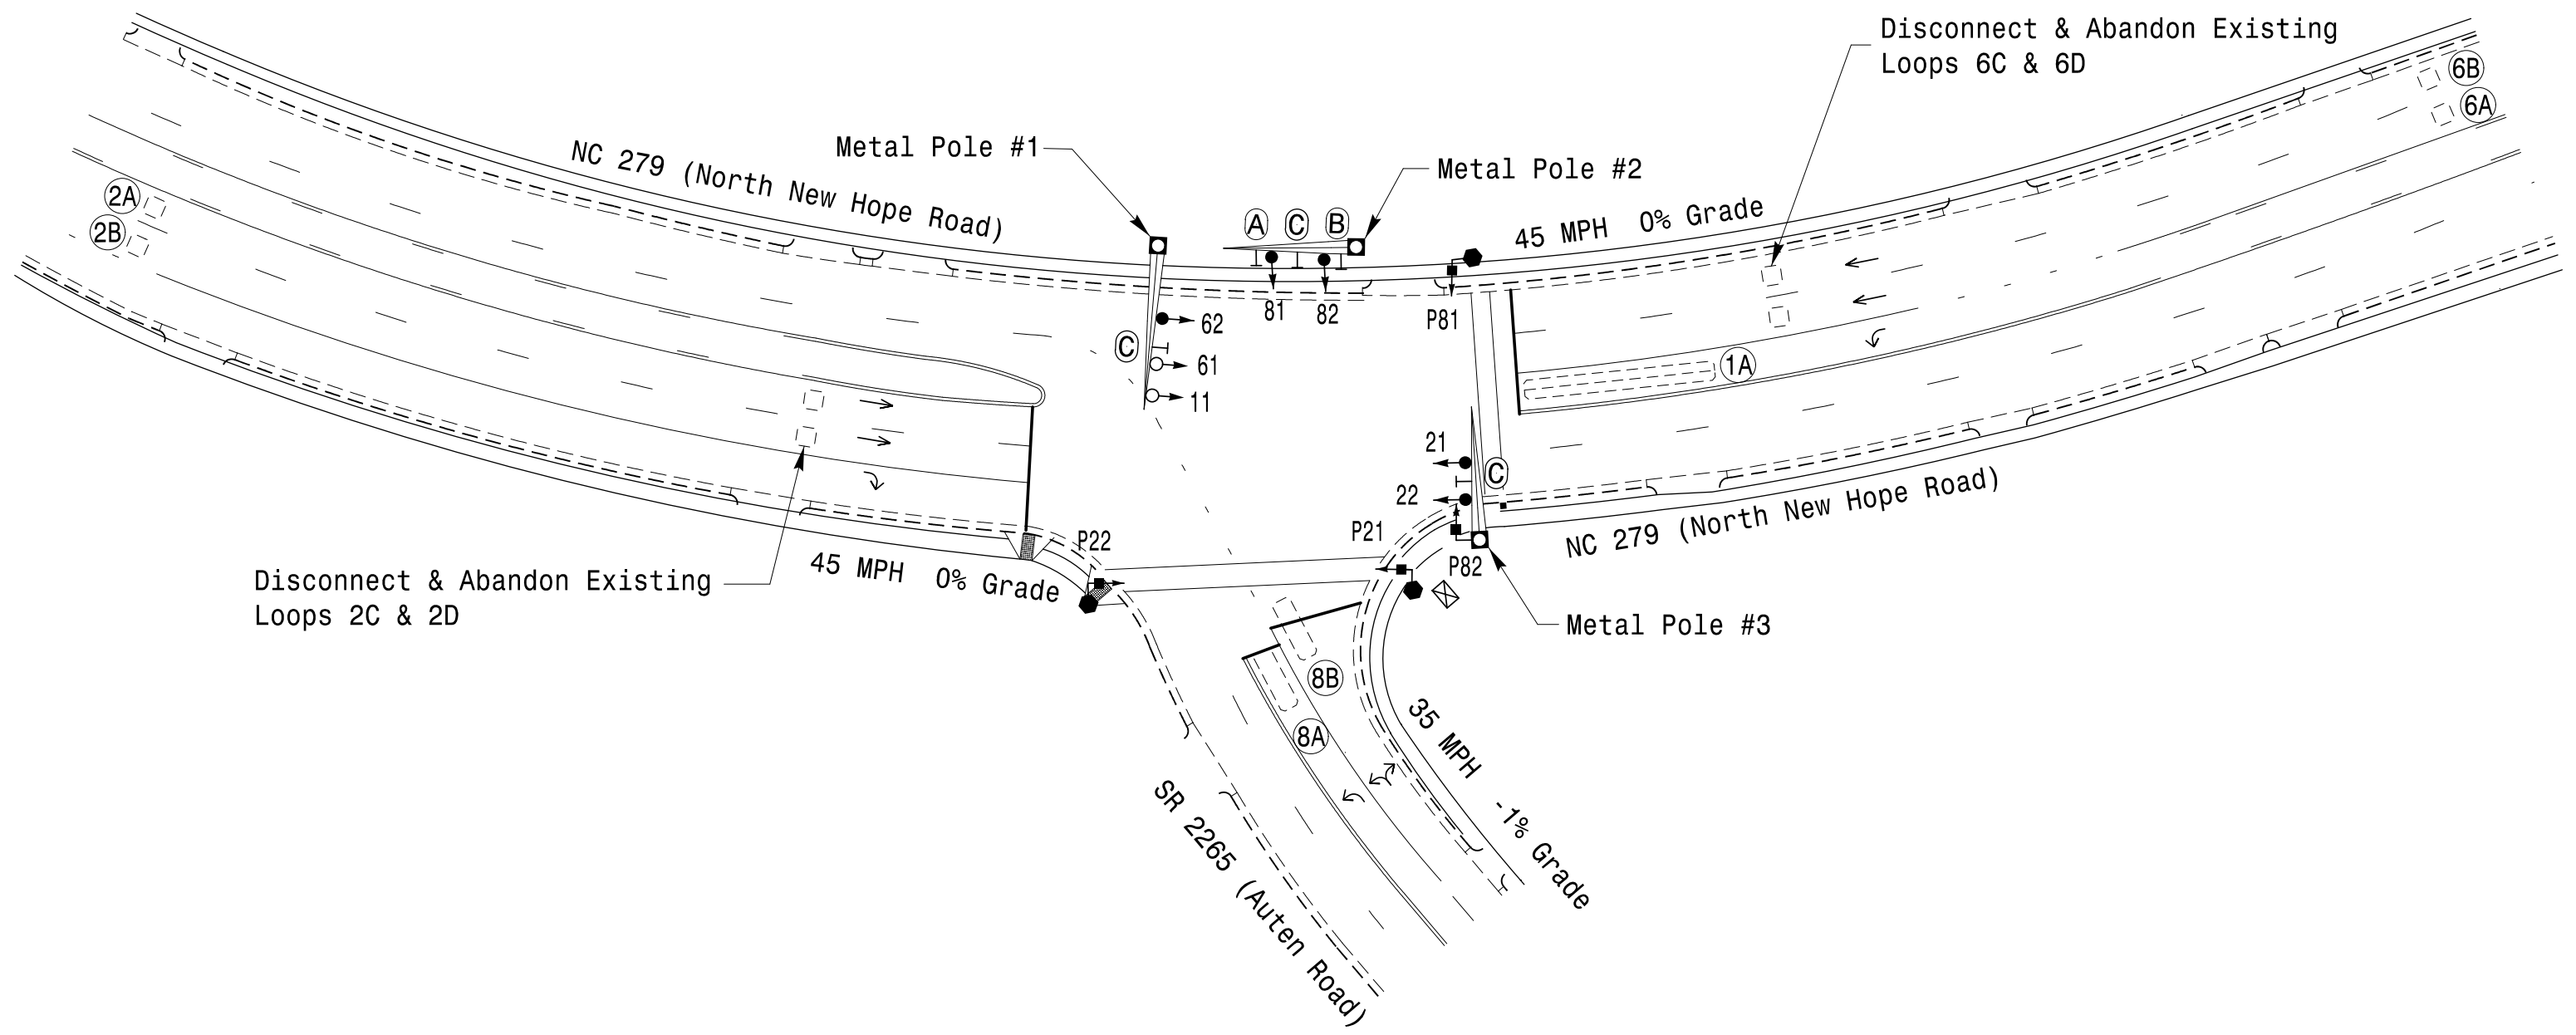 Disconnect & Abandon Existing
Loops 6C & 6D
6B
6A
Metal Pole #1
NC 279 (North New Hope Road)
Metal Pole #2
2A
2B
A
C
B
45 MPH 0% Grade
81
82
P81
62
C
61
11
1A
21
C
22
P22
P21
P82
NC 279 (North New Hope Road)
45 MPH 0% Grade
Disconnect & Abandon Existing
Loops 2C & 2D
Metal Pole #3
8B
8A
35 MPH -1% Grade
SR 2265 (Auten Road)